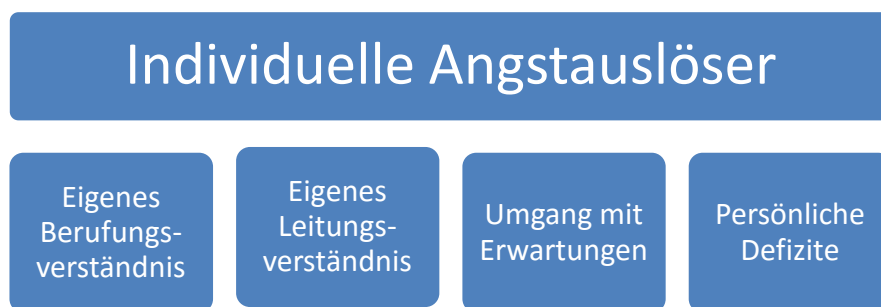 Individuelle Angstauslöser
Eigenes
Berufungs-
verständnis
Eigenes
Leitungs-
verständnis
Umgang mit
Erwartungen
Persönliche
Defizite